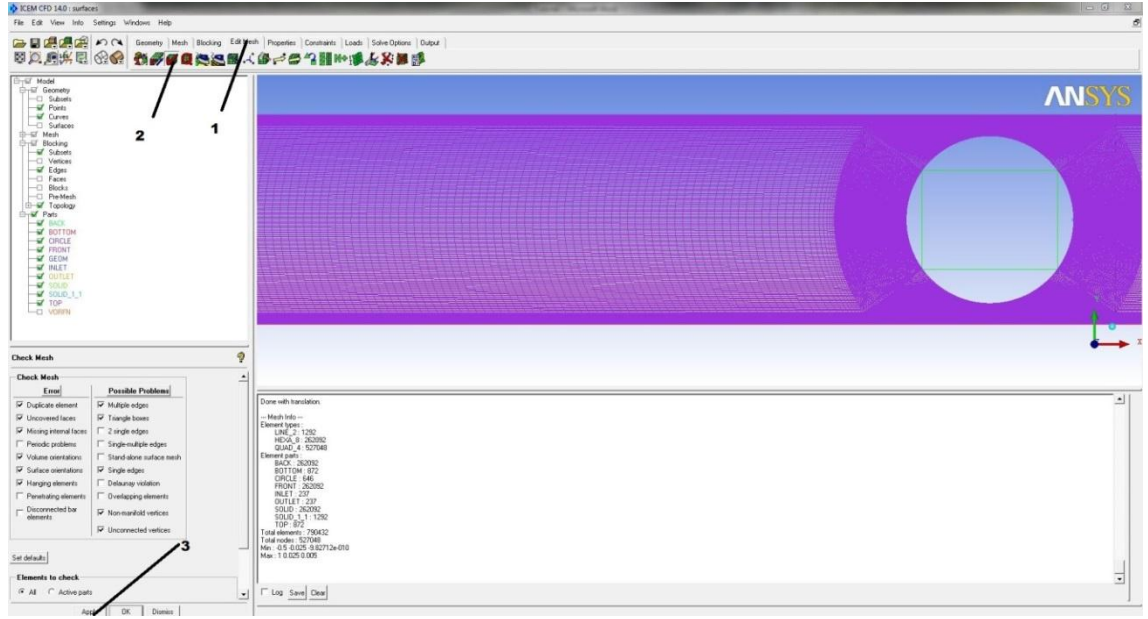 ICEM CFD 14.0 : surfaces
File Edit View Info Settings Windows Help
Geometry Mesh Blocking Edit Mesh Properties Constraints Loads Solve Options Output
2
1
Model
Geometry
Subsets
Points
Curves
Surfaces
Mesh
Blocking
Subsets
Vertices
Edges
Faces
Blocks
Pre-Mesh
Topology
Parts
BACK
BOTTOM
CIRCLE
FRONT
GEOM
INLET
OUTLET
SOLID
SOLID_1_1
TOP
VORFN
ANSYS
Y
X
Check Mesh
Check Mesh
Error Possible Problems
Duplicate element Multiple edges
Uncovered faces Triangle boxes
Missing internal faces 2 single edges
Periodic problems Single-multiple edges
Volume orientations Stand-alone surface mesh
Surface orientations Single edges
Hanging elements Delaunay violation
Penetrating elements Overlapping elements
Disconnected bar elements Non-manifold vertices
Unconnected vertices
3
Set defaults
Elements to check
All Active parts
Apply OK Dismiss
Done with translation.
--- Mesh Info ---
Element types :
LINE_2 : 1292
HEXA_8 : 262092
QUAD_4 : 527048
Element parts :
BACK : 262092
BOTTOM : 872
CIRCLE : 646
FRONT : 262092
INLET : 237
OUTLET : 237
SOLID : 262092
SOLID_1_1 : 1292
TOP : 872
Total elements : 790432
Total nodes : 527048
Min : -0.5 -0.025 -9.82712e-010
Max : 1 0.025 0.005
Log Save Clear